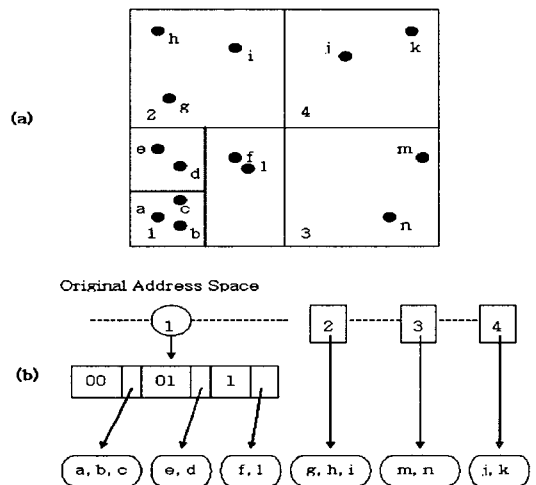 h
i
j
k
g
2
4
(a)
e
d
f
l
m
a
c
1
b
3
n
Original Address Space
1
2
3
4
(b)
00 01 1
a, b, c
e, d
f, l
g, h, i
m, n
j, k